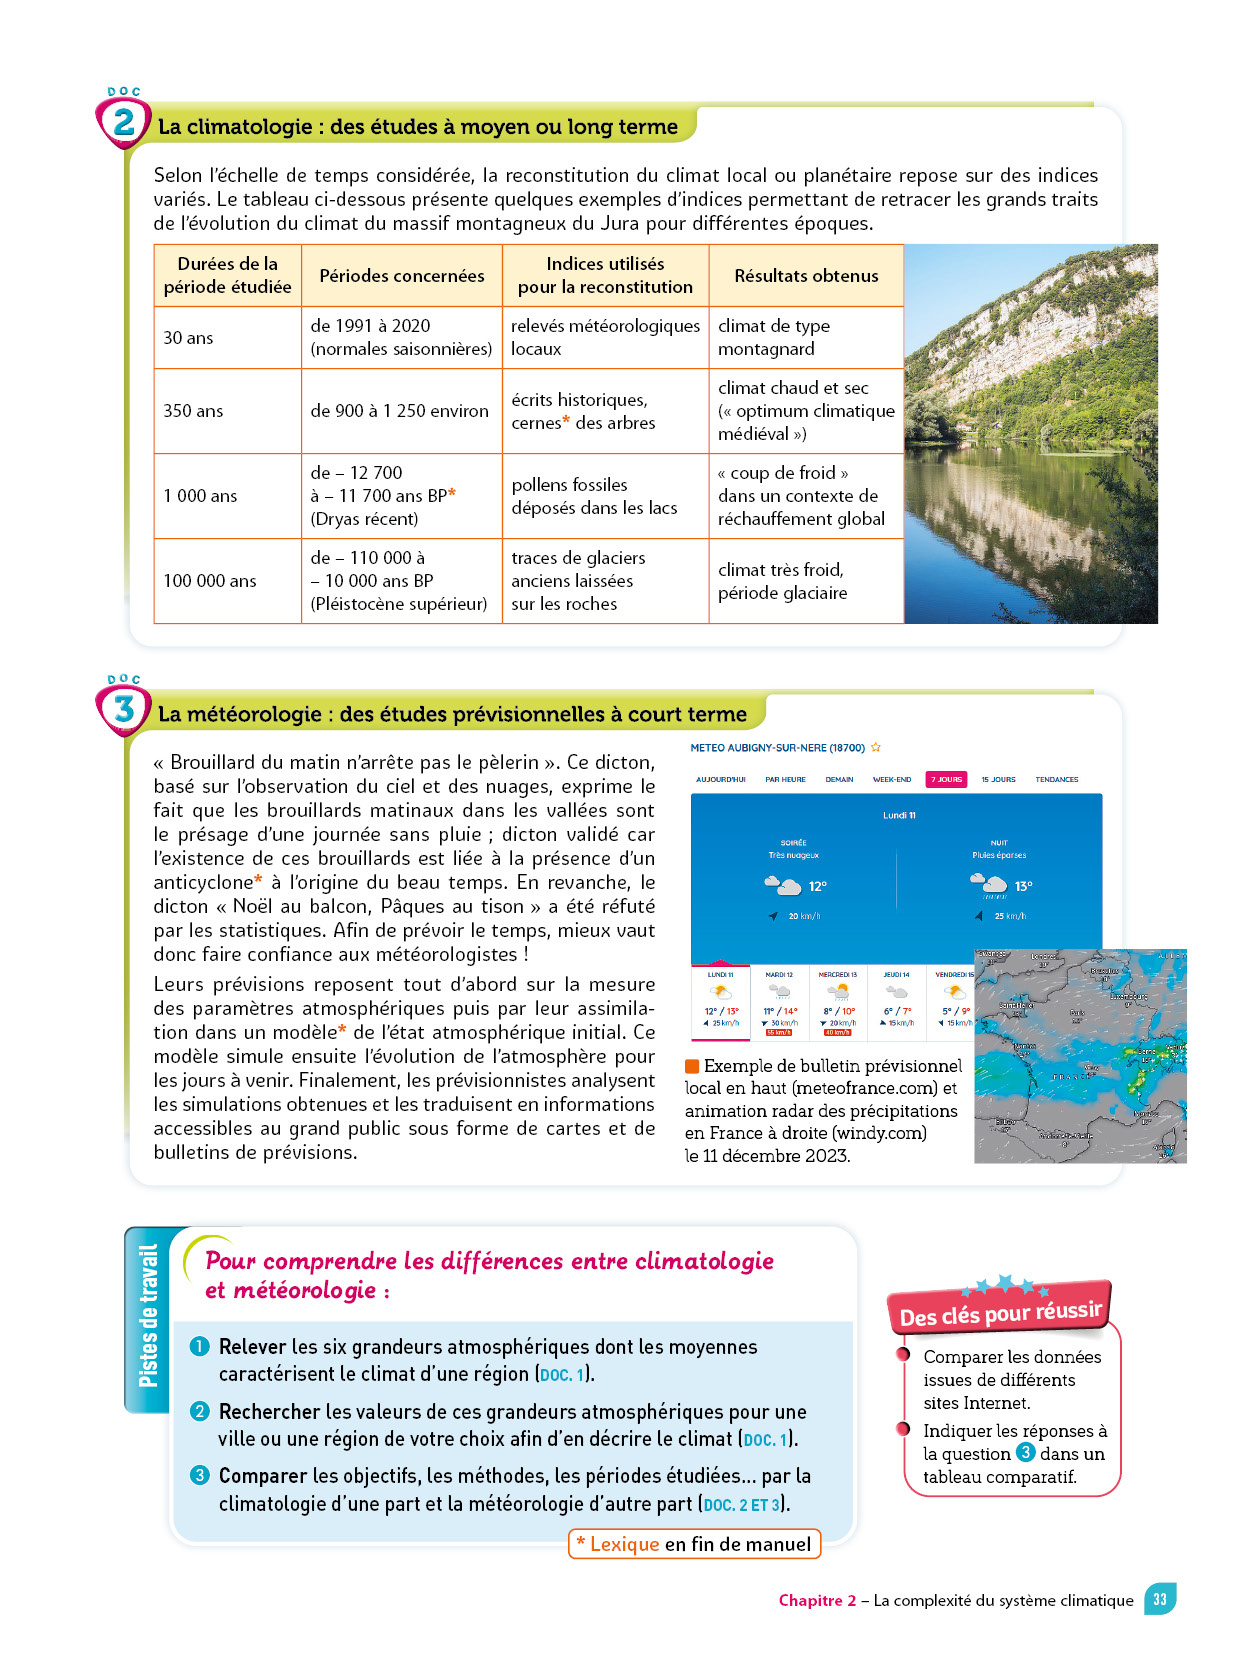 DOC
2
La climatologie : des études à moyen ou long terme
Selon l’échelle de temps considérée, la reconstitution du climat local ou planétaire repose sur des indices
variés. Le tableau ci-dessous présente quelques exemples d’indices permettant de retracer les grands traits
de l’évolution du climat du massif montagneux du Jura pour différentes époques.
Durées de la
période étudiée
Périodes concernées
Indices utilisés
pour la reconstitution
Résultats obtenus
30 ans
de 1991 à 2020
(normales saisonnières)
relevés météorologiques
locaux
climat de type
montagnard
350 ans
de 900 à 1 250 environ
écrits historiques,
cernes* des arbres
climat chaud et sec
(« optimum climatique
médiéval »)
1 000 ans
de – 12 700
à – 11 700 ans BP*
(Dryas récent)
pollens fossiles
déposés dans les lacs
« coup de froid »
dans un contexte de
réchauffement global
100 000 ans
de – 110 000 à
– 10 000 ans BP
(Pléistocène supérieur)
traces de glaciers
anciens laissées
sur les roches
climat très froid,
période glaciaire
DOC
3
La météorologie : des études prévisionnelles à court terme
« Brouillard du matin n’arrête pas le pèlerin ». Ce dicton,
basé sur l’observation du ciel et des nuages, exprime le
fait que les brouillards matinaux dans les vallées sont
le présage d’une journée sans pluie ; dicton validé car
l’existence de ces brouillards est liée à la présence d’un
anticyclone* à l’origine du beau temps. En revanche, le
dicton « Noël au balcon, Pâques au tison » a été réfuté
par les statistiques. Afin de prévoir le temps, mieux vaut
donc faire confiance aux météorologistes !
Leurs prévisions reposent tout d’abord sur la mesure
des paramètres atmosphériques puis par leur assimila-
tion dans un modèle* de l’état atmosphérique initial. Ce
modèle simule ensuite l’évolution de l’atmosphère pour
les jours à venir. Finalement, les prévisionnistes analysent
les simulations obtenues et les traduisent en informations
accessibles au grand public sous forme de cartes et de
bulletins de prévisions.
METEO AUBIGNY-SUR-NERE (18700)
AUJOURD'HUI PAR HEURE DEMAIN WEEK-END 7 JOURS 15 JOURS TENDANCES
Lundi 11
SOIRÉE
Très nuageux
12°
20 km/h
NUIT
Pluies éparses
13°
25 km/h
LUNDI 11 MARDI 12 MERCREDI 13 JEUDI 14 VENDREDI 15
12° / 13° 11° / 14° 8° / 10° 6° / 7° 5° / 9°
25 km/h 30 km/h 20 km/h 15 km/h 15 km/h
55 km/h 40 km/h
Londres
Bruxelles
Luxembourg
Paris
Nantes
FRANCE
Exemple de bulletin prévisionnel
local en haut (meteofrance.com) et
animation radar des précipitations
en France à droite (windy.com)
le 11 décembre 2023.
Pistes de travail
Pour comprendre les différences entre climatologie
et météorologie :
1 Relever les six grandeurs atmosphériques dont les moyennes
caractérisent le climat d’une région (DOC. 1).
2 Rechercher les valeurs de ces grandeurs atmosphériques pour une
ville ou une région de votre choix afin d’en décrire le climat (DOC. 1).
3 Comparer les objectifs, les méthodes, les périodes étudiées... par la
climatologie d’une part et la météorologie d’autre part (DOC. 2 ET 3).
* Lexique en fin de manuel
Des clés pour réussir
Comparer les données
issues de différents
sites Internet.
Indiquer les réponses à
la question 3 dans un
tableau comparatif.
Chapitre 2 – La complexité du système climatique 33